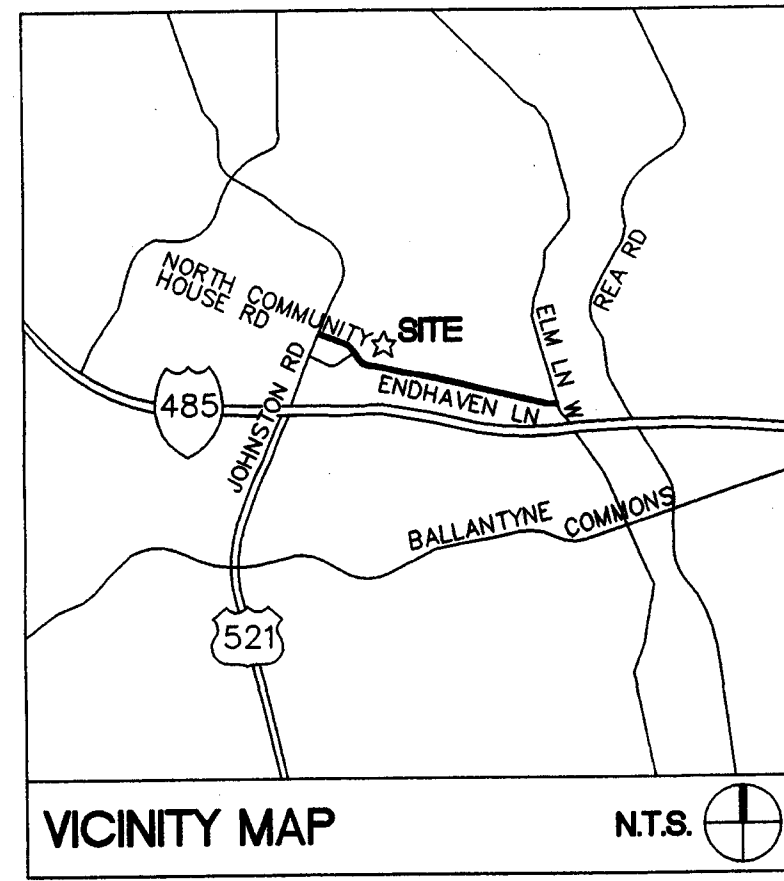 NORTH COMMUNITY
HOUSE RD
SITE
REA RD
ELM LN W
ENDHAVEN LN
485
JOHNSTON RD
BALLANTYNE COMMONS
521
VICINITY MAP
N.T.S.